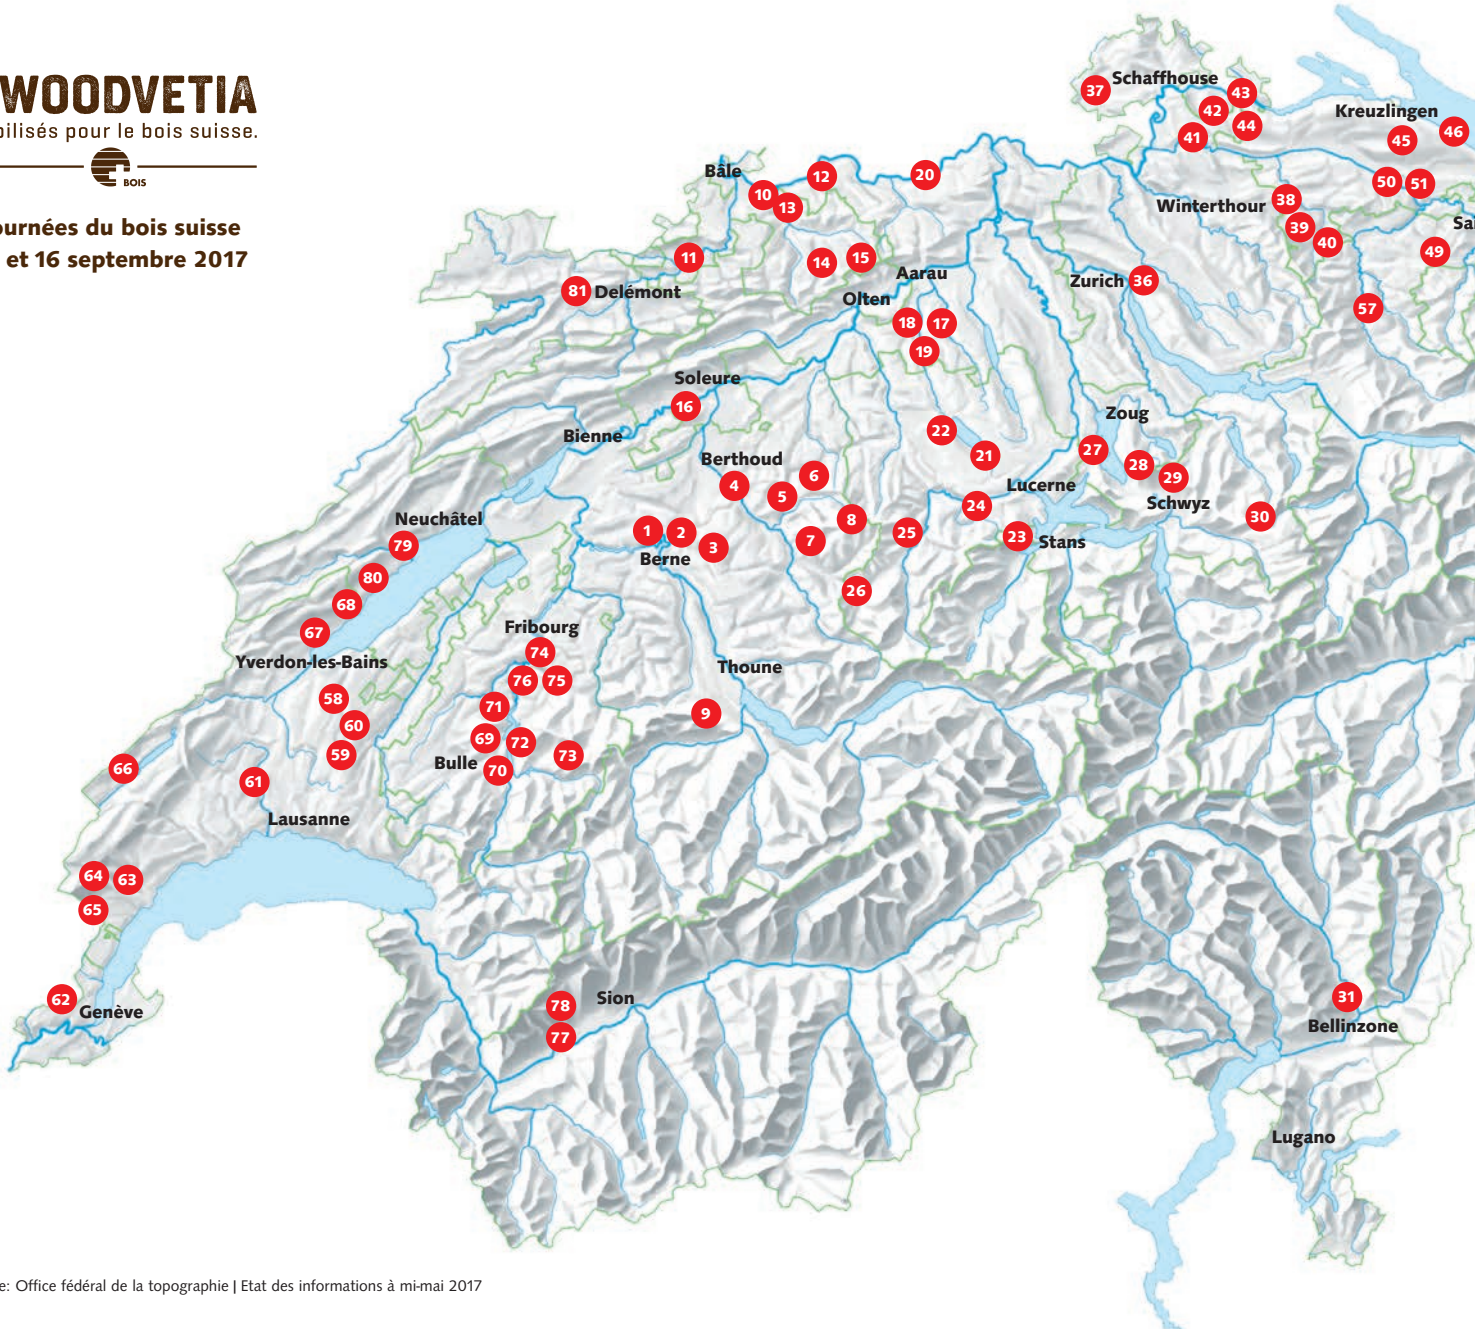 WOODVETIA
bilisés pour le bois suisse.
BOIS
ournées du bois suisse
et 16 septembre 2017
Schaffhouse
37
43
42
44
41
Kreuzlingen
46
45
Bâle
12
20
10
13
50
51
Winterthour
38
39
40
Sai
49
11
14
15
Aarau
81
Delémont
Zurich
36
Olten
57
18
17
19
Soleure
16
Zoug
Bienne
22
21
27
28
29
Berthoud
6
4
5
Lucerne
Schwyz
24
30
Neuchâtel
8
1
2
3
7
25
23
Stans
79
Berne
80
26
68
67
Fribourg
74
Yverdon-les-Bains
76
75
Thoune
58
71
9
60
69
72
59
73
Bulle
70
66
61
Lausanne
64
63
65
62
Genève
78
Sion
77
31
Bellinzone
Lugano
e: Office fédéral de la topographie | Etat des informations à mi-mai 2017